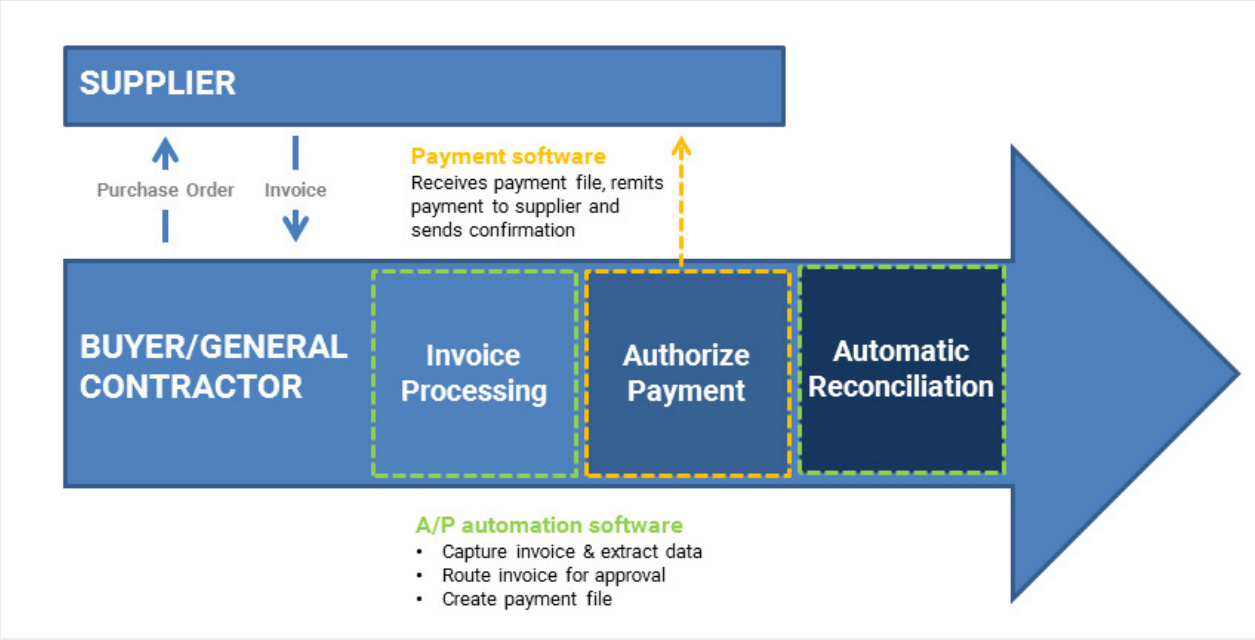 SUPPLIER
Purchase Order
Invoice
Payment software
Receives payment file, remits
payment to supplier and
sends confirmation
BUYER/GENERAL
CONTRACTOR
Invoice
Processing
Authorize
Payment
Automatic
Reconciliation
A/P automation software
• Capture invoice & extract data
• Route invoice for approval
• Create payment file